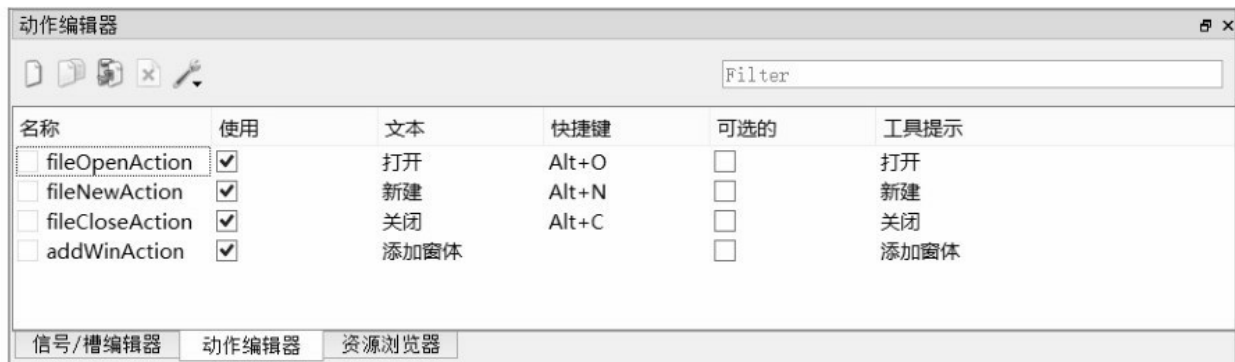 动作编辑器
Filter
名称 使用 文本 快捷键 可选的 工具提示
fileOpenAction 打开 Alt+O 打开
fileNewAction 新建 Alt+N 新建
fileCloseAction 关闭 Alt+C 关闭
addWinAction 添加窗体 添加窗体
信号/槽编辑器 动作编辑器 资源浏览器